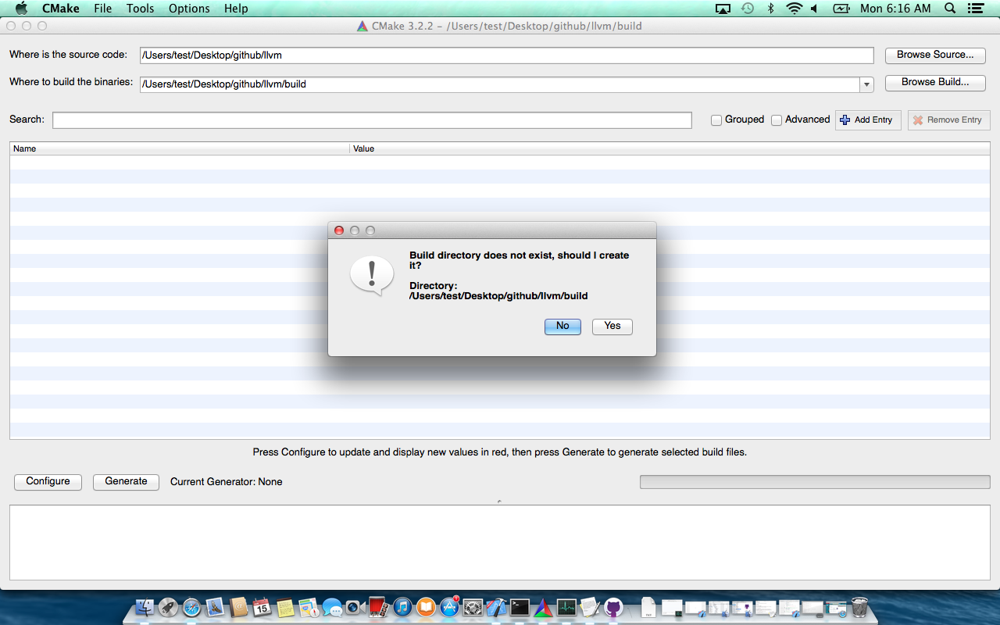 CMake File Tools Options Help Mon 6:16 AM
CMake 3.2.2 – /Users/test/Desktop/github/llvm/build
Where is the source code: /Users/test/Desktop/github/llvm Browse Source...
Where to build the binaries: /Users/test/Desktop/github/llvm/build Browse Build...
Search: Grouped Advanced Add Entry Remove Entry
Name Value
Build directory does not exist, should I create
it?
Directory:
/Users/test/Desktop/github/llvm/build
No Yes
Press Configure to update and display new values in red, then press Generate to generate selected build files.
Configure Generate Current Generator: None
15